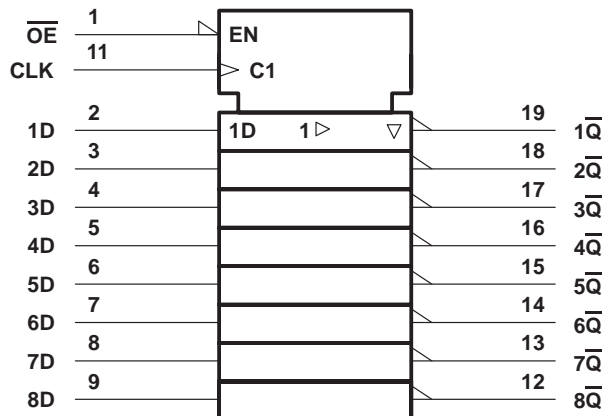 OE 1 EN
CLK 11 C1
1D 2 1D 1 19 1Q
2D 3 18 2Q
3D 4 17 3Q
4D 5 16 4Q
5D 6 15 5Q
6D 7 14 6Q
7D 8 13 7Q
8D 9 12 8Q